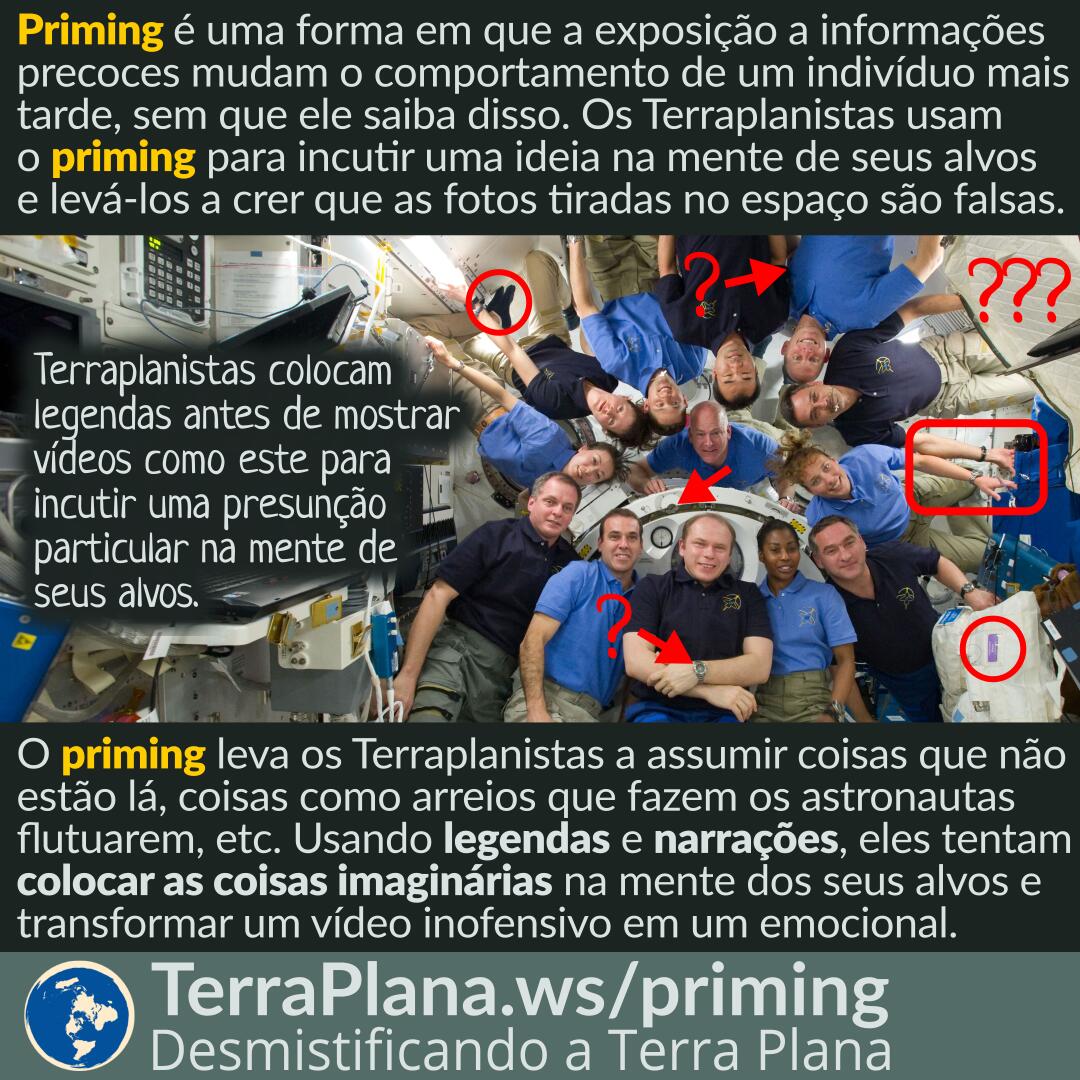 Priming é uma forma em que a exposição a informações
precoces mudam o comportamento de um indivíduo mais
tarde, sem que ele saiba disso. Os Terraplanistas usam
o priming para incutir uma ideia na mente de seus alvos
e levá-los a crer que as fotos tiradas no espaço são falsas.
? 
???
Terraplanistas colocam
legendas antes de mostrar
vídeos como este para
incutir uma presunção
particular na mente de
seus alvos.
?
O priming leva os Terraplanistas a assumir coisas que não
estão lá, coisas como arreios que fazem os astronautas
flutuarem, etc. Usando legendas e narrações, eles tentam
colocar as coisas imaginárias na mente dos seus alvos e
transformar um vídeo inofensivo em um emocional.
TerraPlana.ws/priming
Desmistificando a Terra Plana